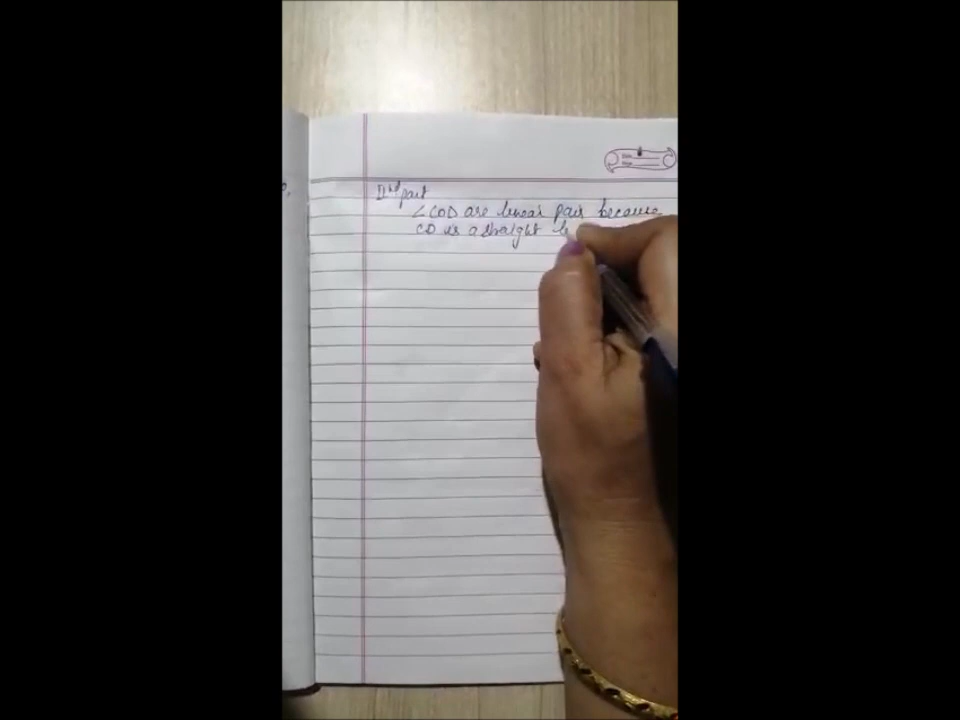 IInd part
∠COD are linear pair because
CD is a straight